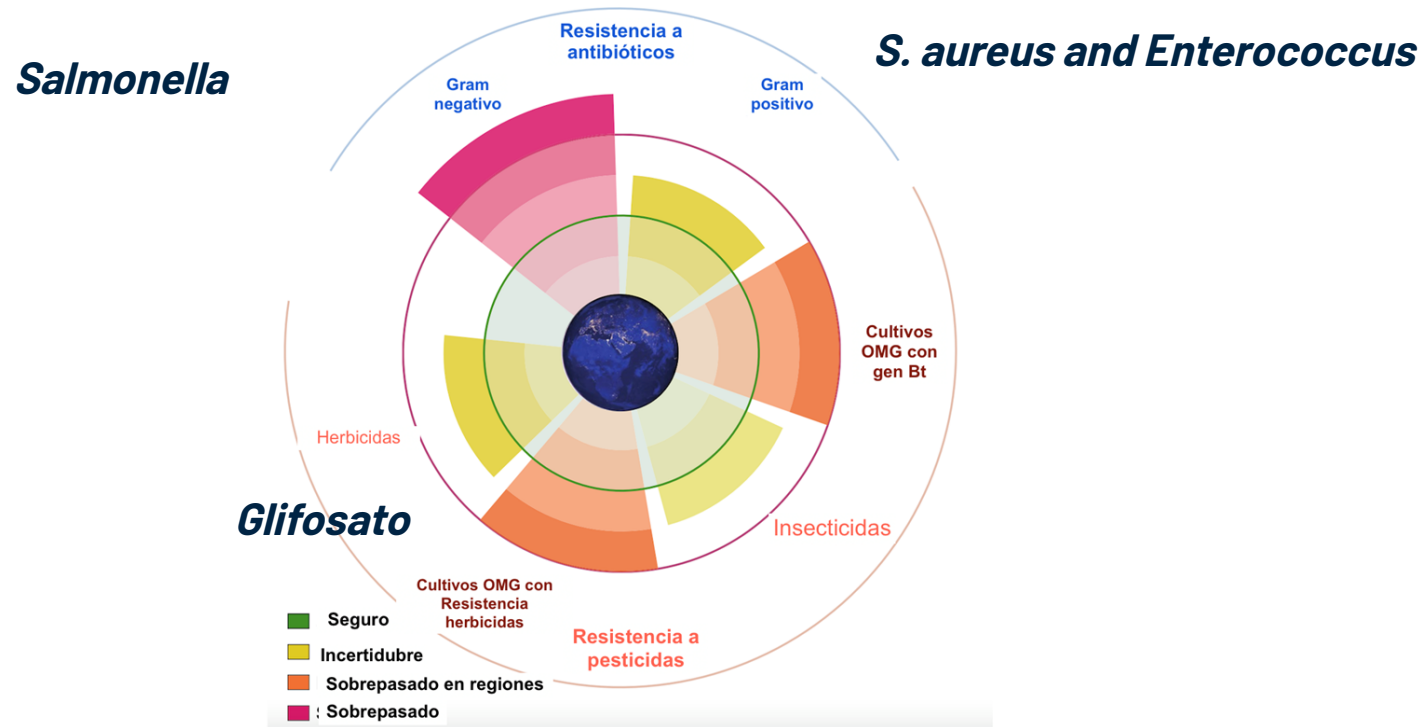 Salmonella
Resistencia a
antibióticos
S. aureus and Enterococcus
Gram
negativo
Gram
positivo
Cultivos
OMG con
gen Bt
Herbicidas
Glifosato
Insecticidas
Cultivos OMG con
Resistencia
herbicidas
Resistencia a
pesticidas
Seguro
Incertidubre
Sobrepasado en regiones
Sobrepasado